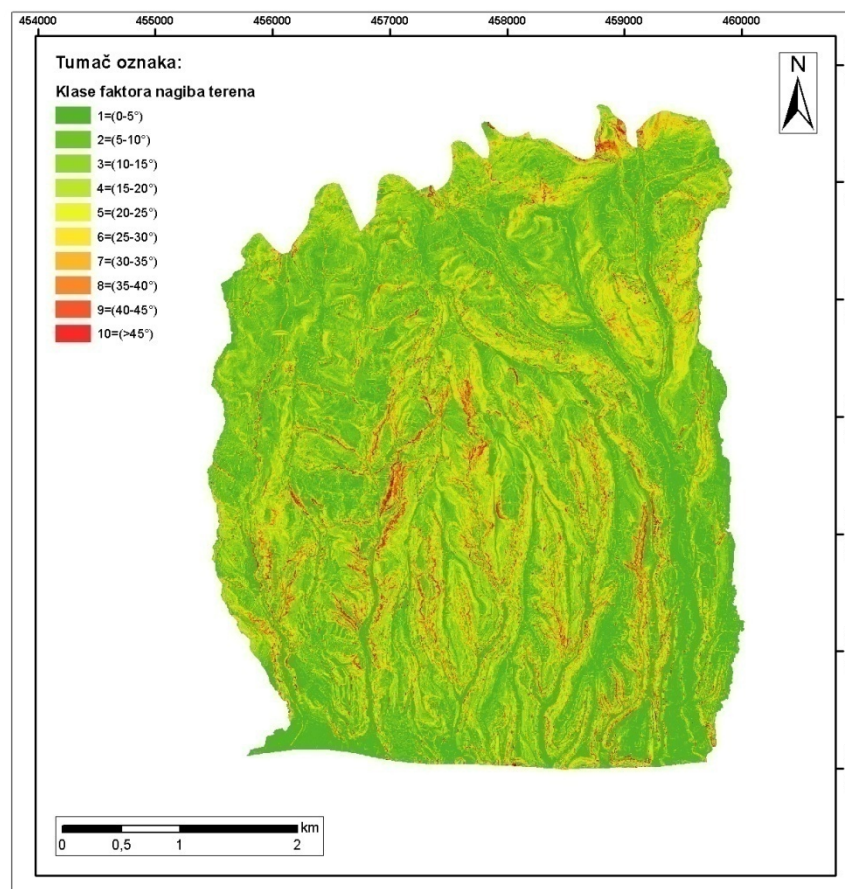 454000 455000 456000 457000 458000 459000 460000
Tumač oznaka:
N
Klase faktora nagiba terena
1=(0-5°)
2=(5-10°)
3=(10-15°)
4=(15-20°)
5=(20-25°)
6=(25-30°)
7=(30-35°)
8=(35-40°)
9=(40-45°)
10=(>45°)
km
0 0,5 1 2